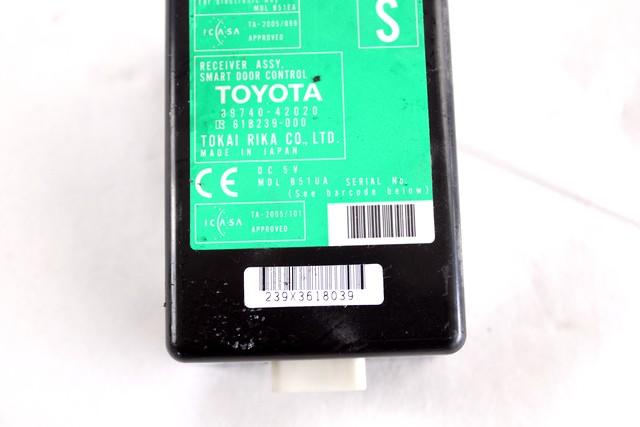 MDL B51EA
ICASA
TA-2005/099
APPROVED
S
RECEIVER ASSY,
SMART DOOR CONTROL
TOYOTA
89740-42020
618239-000
TOKAI RIKA CO., LTD.
MADE IN JAPAN
CE
DC 5V
MDL B51UA SERIAL No.
(See barcode below)
ICASA
TA-2005/101
APPROVED
239X3618039